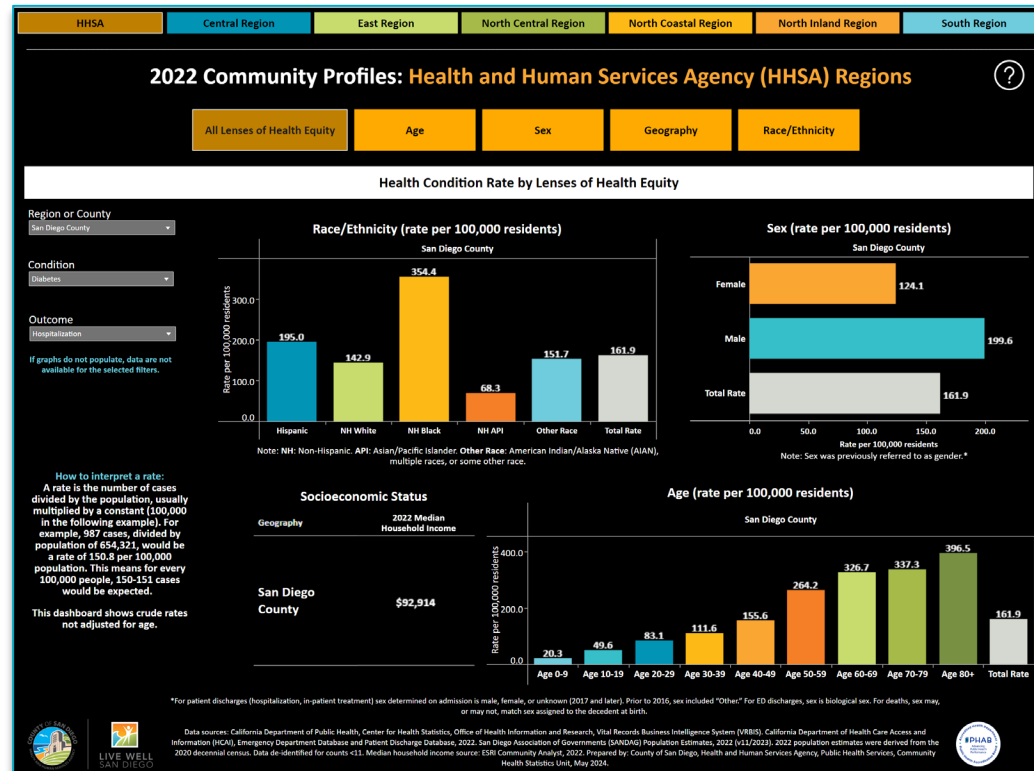 HHSA
Central Region
East Region
North Central Region
North Coastal Region
North Inland Region
South Region
2022 Community Profiles: Health and Human Services Agency (HHSA) Regions
?
All Lenses of Health Equity
Age
Sex
Geography
Race/Ethnicity
Health Condition Rate by Lenses of Health Equity
Region or County
San Diego County
Condition
Diabetes
Outcome
Hospitalization
If graphs do not populate, data are not
available for the selected filters.
How to interpret a rate:
A rate is the number of cases
divided by the population, usually
multiplied by a constant (100,000
in the following example). For
example, 987 cases, divided by
population of 654,321, would be
a rate of 150.8 per 100,000
population. This means for every
100,000 people, 150-151 cases
would be expected.
This dashboard shows crude rates
not adjusted for age.
Race/Ethnicity (rate per 100,000 residents)
San Diego County
Rate per 100,000 residents
300.0
200.0
100.0
0.0
195.0
142.9
354.4
68.3
151.7
161.9
Hispanic
NH White
NH Black
NH API
Other Race
Total Rate
Note: NH: Non-Hispanic. API: Asian/Pacific Islander. Other Race: American Indian/Alaska Native (AIAN),
multiple races, or some other race.
Sex (rate per 100,000 residents)
San Diego County
Female
124.1
Male
199.6
Total Rate
161.9
0.0
50.0
100.0
150.0
200.0
Rate per 100,000 residents
Note: Sex was previously referred to as gender.*
Socioeconomic Status
Geography
2022 Median
Household Income
San Diego
County
$92,914
Age (rate per 100,000 residents)
San Diego County
Rate per 100,000 residents
400.0
200.0
0.0
20.3
49.6
83.1
111.6
155.6
264.2
326.7
337.3
396.5
161.9
Age 0-9
Age 10-19
Age 20-29
Age 30-39
Age 40-49
Age 50-59
Age 60-69
Age 70-79
Age 80+
Total Rate
*For patient discharges (hospitalization, in-patient treatment) sex determined on admission is male, female, or unknown (2017 and later). Prior to 2016, sex included "Other." For ED discharges, sex is biological sex. For deaths, sex may,
or may not, match sex assigned to the decedent at birth.
Data sources: California Department of Public Health, Center for Health Statistics, Office of Health Information and Research, Vital Records Business Intelligence System (VRBIS). California Department of Health Care Access and
Information (HCAI), Emergency Department Database and Patient Discharge Database, 2022. San Diego Association of Governments (SANDAG) Population Estimates, 2022 (v11/2023). 2022 population estimates were derived from the
2020 decennial census. Data de-identified for counts <11. Median household income source: ESRI Community Analyst, 2022. Prepared by: County of San Diego, Health and Human Services Agency, Public Health Services, Community
Health Statistics Unit, May 2024.
COUNTY OF SAN DIEGO
LIVE WELL
SAN DIEGO
PHAB